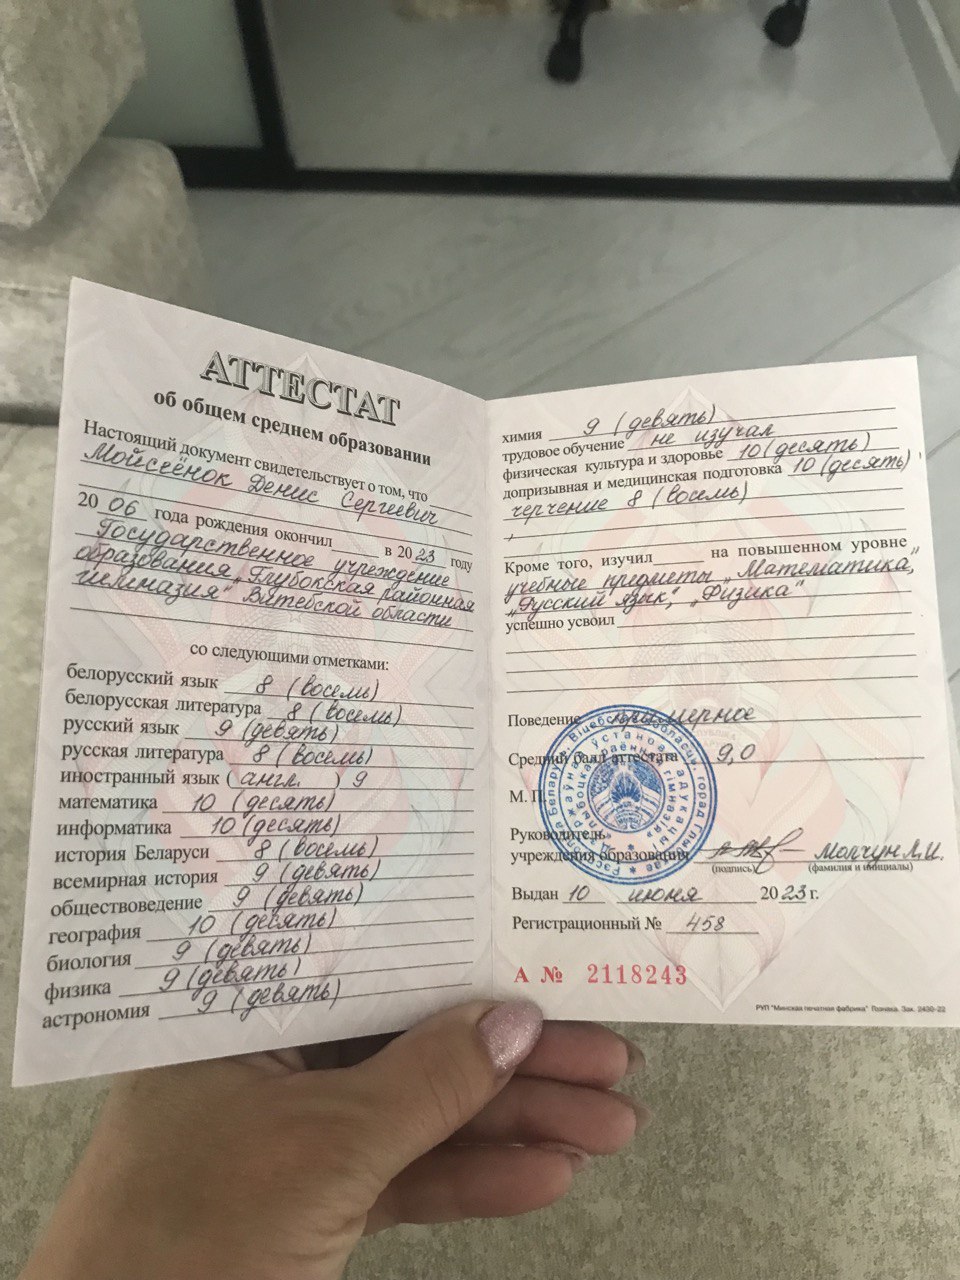 АТТЕСТАТ
об общем среднем образовании
Настоящий документ свидетельствует о том, что
Мойсеёнок Денис Сергеевич
20 06 года рождения окончил в 20 23 году
Государственное учреждение
образования „Глубокская районная
гимназия" Витебской области
со следующими отметками:
белорусский язык 8 (восемь)
белорусская литература 8 (восемь)
русский язык 9 (девять)
русская литература 8 (восемь)
иностранный язык ( англ. ) 9
математика 10 (десять)
информатика 10 (десять)
история Беларуси 8 (восемь)
всемирная история 9 (девять)
обществоведение 9 (девять)
география 10 (десять)
биология 9 (девять)
физика 9 (девять)
астрономия 9 (девять)
химия 9 (девять)
трудовое обучение не изучал
физическая культура и здоровье 10 (десять)
допризывная и медицинская подготовка 10 (десять)
черчение 8 (восемь)
Кроме того, изучил на повышенном уровне
учебные предметы „Математика",
„Русский язык", „Физика"
успешно усвоил
Поведение примерное
Средний балл аттестата 9,0
М. П.
Руководитель
учреждения образования Молчун Л.И.
(подпись) (фамилия и инициалы)
Выдан 10 июня 20 23 г.
Регистрационный № 458
А № 2118243
РУП "Минская печатная фабрика" Гознака. Зак. 2430-22